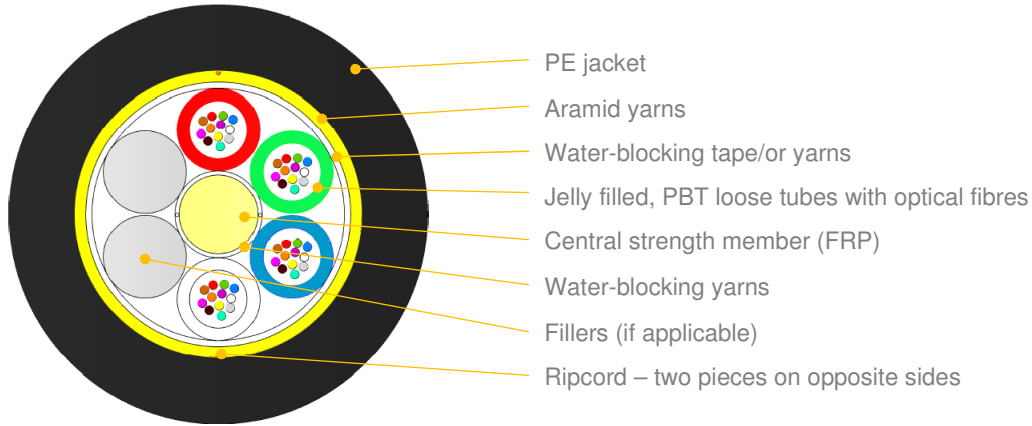 PE jacket
Aramid yarns
Water-blocking tape/or yarns
Jelly filled, PBT loose tubes with optical fibres
Central strength member (FRP)
Water-blocking yarns
Fillers (if applicable)
Ripcord – two pieces on opposite sides